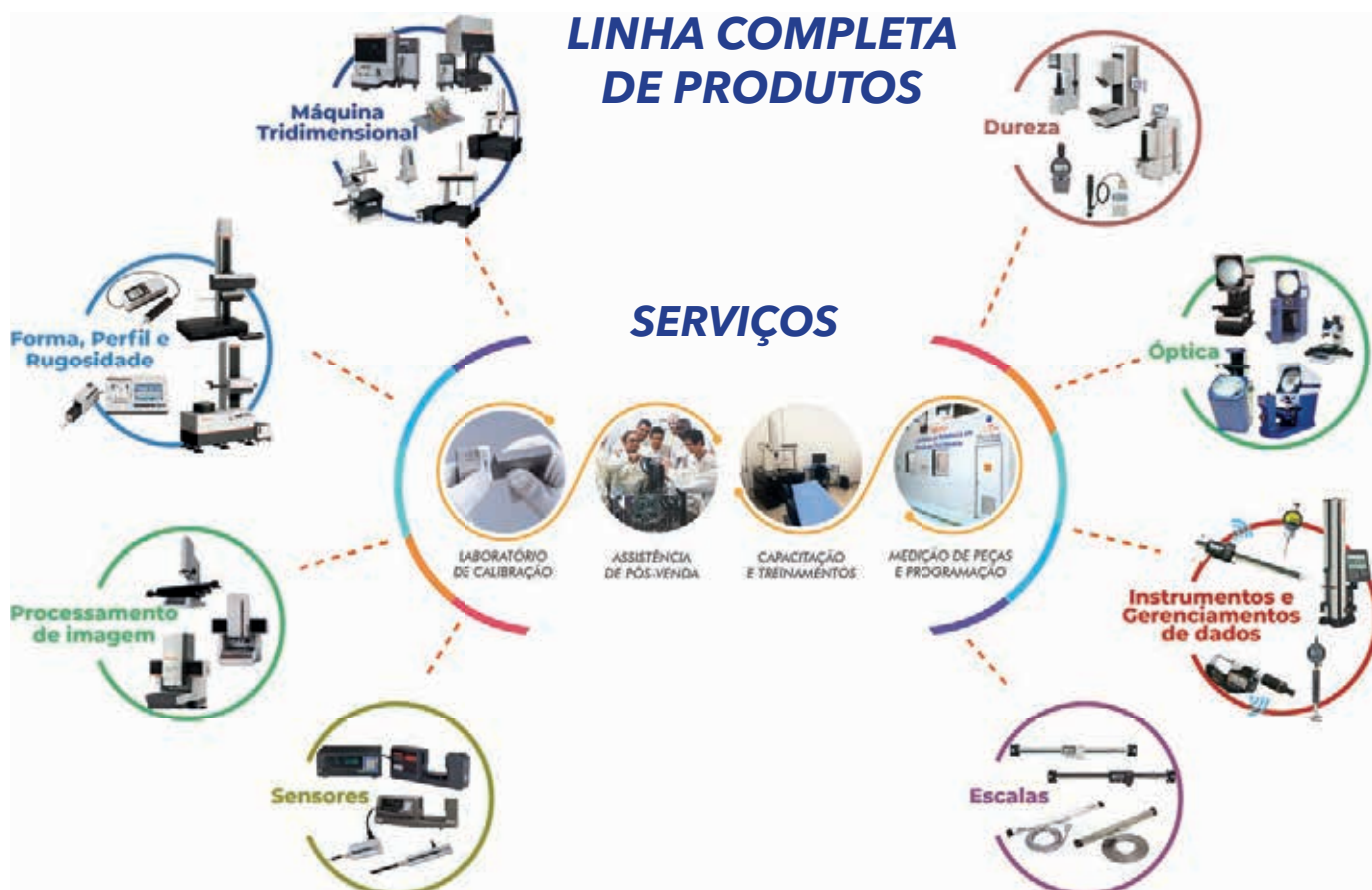 LINHA COMPLETA
DE PRODUTOS
Máquina
Tridimensional
Dureza
Forma, Perfil e
Rugosidade
SERVIÇOS
Óptica
LABORATÓRIO
DE CALIBRAÇÃO
ASSISTÊNCIA
DE PÓS-VENDA
CAPACITAÇÃO
E TREINAMENTOS
MEDIÇÃO DE PEÇAS
E PROGRAMAÇÃO
Processamento
de imagem
Instrumentos e
Gerenciamentos
de dados
Sensores
Escalas